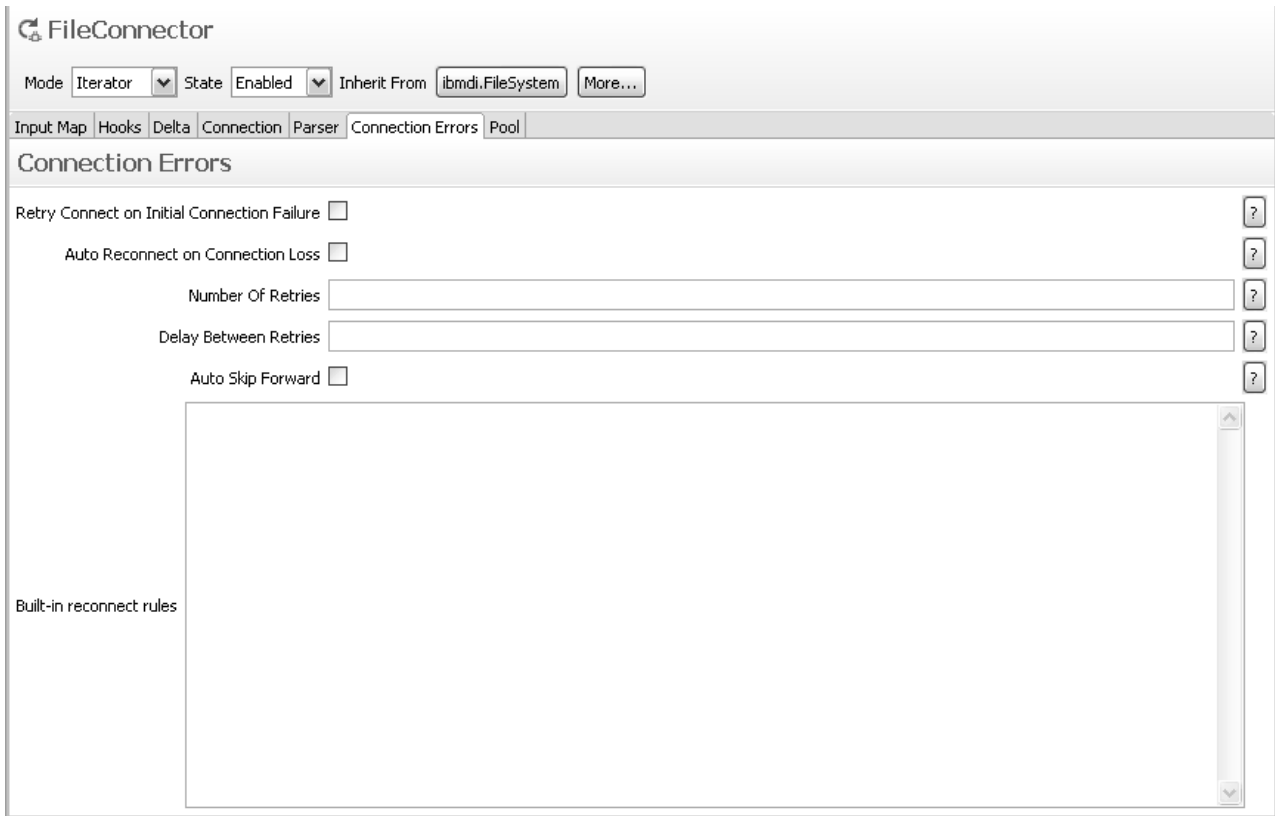 FileConnector
Mode Iterator State Enabled Inherit From ibmdi.FileSystem More...
Input Map Hooks Delta Connection Parser Connection Errors Pool
Connection Errors
Retry Connect on Initial Connection Failure ?
Auto Reconnect on Connection Loss ?
Number Of Retries ?
Delay Between Retries ?
Auto Skip Forward ?
Built-in reconnect rules